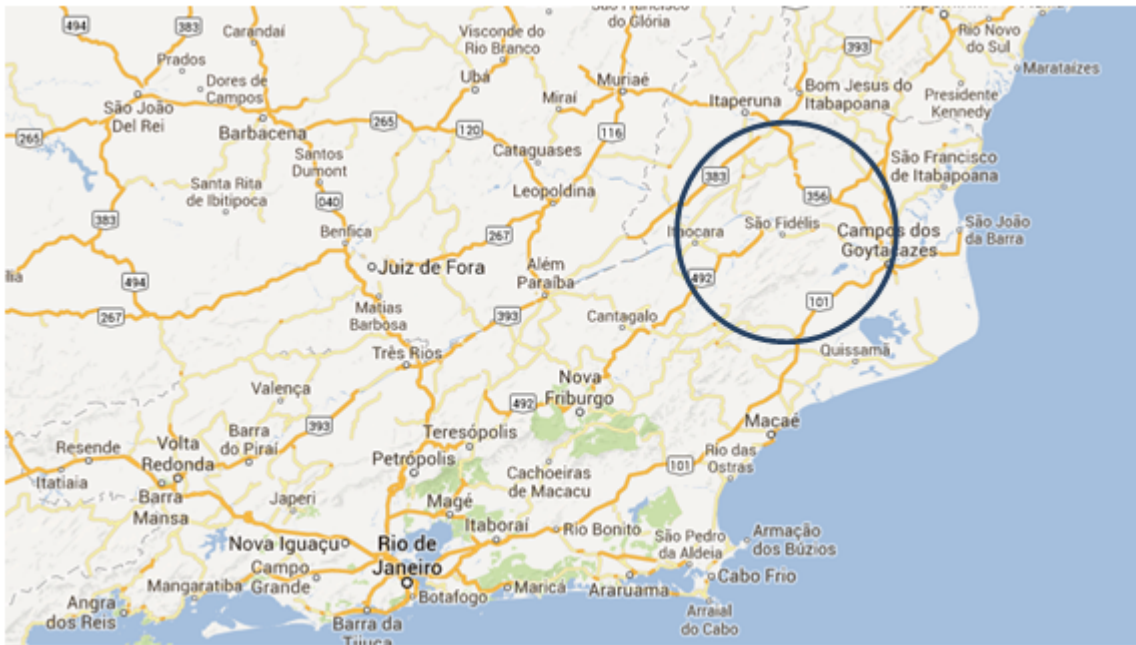 São Francisco
do Glória
494
383
Carandaí
Visconde do
Rio Branco
393
Rio Novo
do Sul
Prados
Dores de
Campos
Ubá
Muriaé
Marataízes
São João
Del Rei
Miraí
Itaperuna
Bom Jesus do
Itabapoana
Presidente
Kennedy
265
Barbacena
265
120
116
Cataguases
Santos
Dumont
São Francisco
de Itabapoana
Santa Rita
de Ibitipoca
040
Leopoldina
383
356
383
Benfica
267
Itaocara
São Fidélis
Campos dos
Goytacazes
São João
da Barra
Juiz de Fora
Além
Paraíba
492
494
267
Matias
Barbosa
393
Cantagalo
101
Três Rios
Quissamã
Valença
Nova
Friburgo
492
393
Macaé
Teresópolis
Resende
Volta
Redonda
Barra
do Piraí
Petrópolis
101
Rio das
Ostras
Itatiaia
Cachoeiras
de Macacu
Barra
Mansa
Japeri
Magé
Itaboraí
Rio Bonito
São Pedro
da Aldeia
Armação
dos Búzios
Nova Iguaçu
Rio de
Janeiro
Campo
Grande
Cabo Frio
Mangaratiba
Maricá
Araruama
Botafogo
Angra
dos Reis
Arraial
do Cabo
Barra da
Tijuca